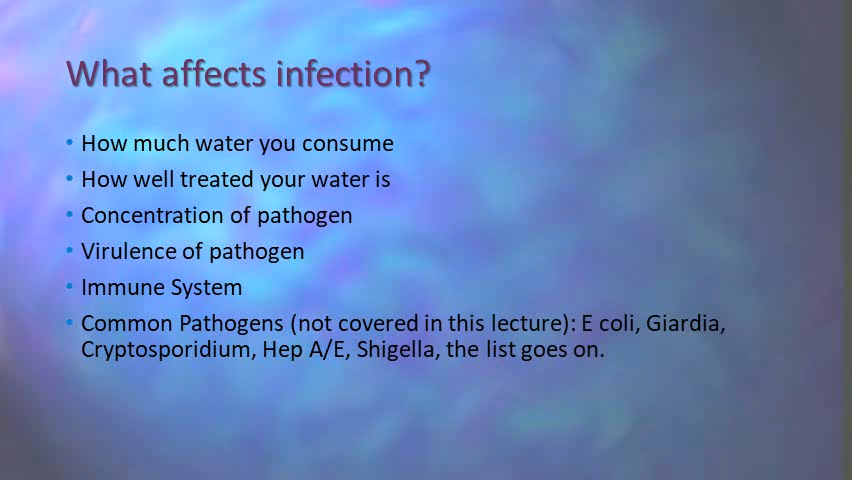 What affects infection?
• How much water you consume
• How well treated your water is
• Concentration of pathogen
• Virulence of pathogen
• Immune System
• Common Pathogens (not covered in this lecture): E coli, Giardia,
Cryptosporidium, Hep A/E, Shigella, the list goes on.